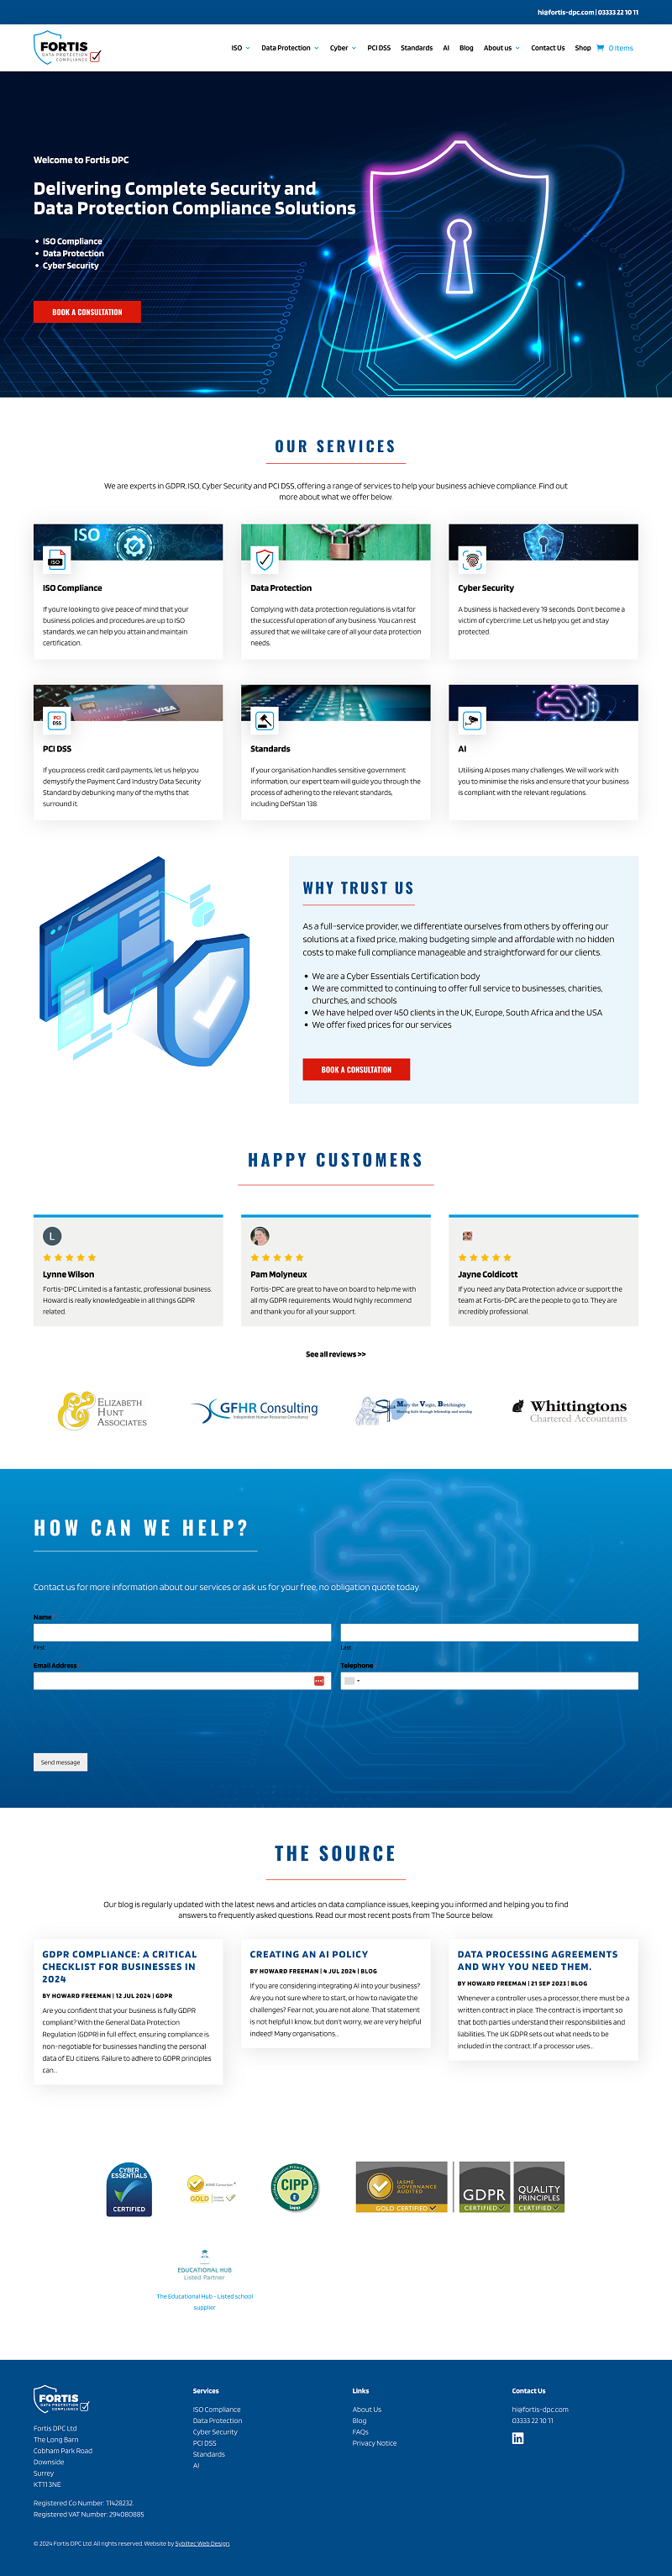 hi@fortis-dpc.com | 03333 22 10 11
FORTIS
DATA PROTECTION
COMPLIANCE
ISO
Data Protection
Cyber
PCI DSS
Standards
AI
Blog
About us
Contact Us
Shop
0 Items
Welcome to Fortis DPC
Delivering Complete Security and
Data Protection Compliance Solutions
• ISO Compliance
• Data Protection
• Cyber Security
BOOK A CONSULTATION
OUR SERVICES
We are experts in GDPR, ISO, Cyber Security and PCI DSS, offering a range of services to help your business achieve compliance. Find out
more about what we offer below.
ISO
ISO
ISO Compliance
If you're looking to give peace of mind that your
business policies and procedures are up to ISO
standards, we can help you attain and maintain
certification.
Data Protection
Complying with data protection regulations is vital for
the successful operation of any business. You can rest
assured that we will take care of all your data protection
needs.
Cyber Security
A business is hacked every 19 seconds. Don't become a
victim of cybercrime. Let us help you get and stay
protected.
PCI
DSS
PCI DSS
If you process credit card payments, let us help you
demystify the Payment Card Industry Data Security
Standard by debunking many of the myths that
surround it.
Standards
If your organisation handles sensitive government
information, our expert team will guide you through the
process of adhering to the relevant standards,
including DefStan 138.
AI
Utilising AI poses many challenges. We will work with
you to minimise the risks and ensure that your business
is compliant with the relevant regulations.
WHY TRUST US
As a full-service provider, we differentiate ourselves from others by offering our
solutions at a fixed price, making budgeting simple and affordable with no hidden
costs to make full compliance manageable and straightforward for our clients.
• We are a Cyber Essentials Certification body
• We are committed to continuing to offer full service to businesses, charities,
churches, and schools
• We have helped over 450 clients in the UK, Europe, South Africa and the USA
• We offer fixed prices for our services
BOOK A CONSULTATION
HAPPY CUSTOMERS
L
Lynne Wilson
Fortis-DPC Limited is a fantastic, professional business.
Howard is really knowledgeable in all things GDPR
related.
Pam Molyneux
Fortis-DPC are great to have on board to help me with
all my GDPR requirements. Would highly recommend
and thank you for all your support.
Jayne Coldicott
If you need any Data Protection advice or support the
team at Fortis-DPC are the people to go to. They are
incredibly professional.
See all reviews >>
ELIZABETH
HUNT
ASSOCIATES
GFHR Consulting
Independent Human Resource Consultancy
Mary the Virgin, Bletchingley
Sharing faith through fellowship and worship
Whittingtons
Chartered Accountants
HOW CAN WE HELP?
Contact us for more information about our services or ask us for your free, no obligation quote today.
Name
First
Last
Email Address
Telephone
Send message
THE SOURCE
Our blog is regularly updated with the latest news and articles on data compliance issues, keeping you informed and helping you to find
answers to frequently asked questions. Read our most recent posts from The Source below.
GDPR COMPLIANCE: A CRITICAL
CHECKLIST FOR BUSINESSES IN
2024
BY HOWARD FREEMAN | 12 JUL 2024 | GDPR
Are you confident that your business is fully GDPR
compliant? With the General Data Protection
Regulation (GDPR) in full effect, ensuring compliance is
non-negotiable for businesses handling the personal
data of EU citizens. Failure to adhere to GDPR principles
can...
CREATING AN AI POLICY
BY HOWARD FREEMAN | 4 JUL 2024 | BLOG
If you are considering integrating AI into your business?
Are you not sure where to start, or how to navigate the
challenges? Fear not, you are not alone. That statement
is not helpful I know, but don't worry, we are very helpful
indeed! Many organisations...
DATA PROCESSING AGREEMENTS
AND WHY YOU NEED THEM.
BY HOWARD FREEMAN | 21 SEP 2023 | BLOG
Whenever a controller uses a processor, there must be a
written contract in place. The contract is important so
that both parties understand their responsibilities and
liabilities. The UK GDPR sets out what needs to be
included in the contract. If a processor uses...
CYBER
ESSENTIALS
CERTIFIED
GOLD
CIPP
E
iapp
IASME
GOVERNANCE
AUDITED
GOLD CERTIFIED
GDPR
CERTIFIED
QUALITY
PRINCIPLES
CERTIFIED
EDUCATIONAL HUB
Listed Partner
The Educational Hub - Listed school
supplier
FORTIS
DATA PROTECTION
COMPLIANCE
Fortis DPC Ltd
The Long Barn
Cobham Park Road
Downside
Surrey
KT11 3NE
Registered Co Number: 11428232.
Registered VAT Number: 294080885
Services
ISO Compliance
Data Protection
Cyber Security
PCI DSS
Standards
AI
Links
About Us
Blog
FAQs
Privacy Notice
Contact Us
hi@fortis-dpc.com
03333 22 10 11
in
© 2024 Fortis DPC Ltd. All rights reserved. Website by Sybiltec Web Design